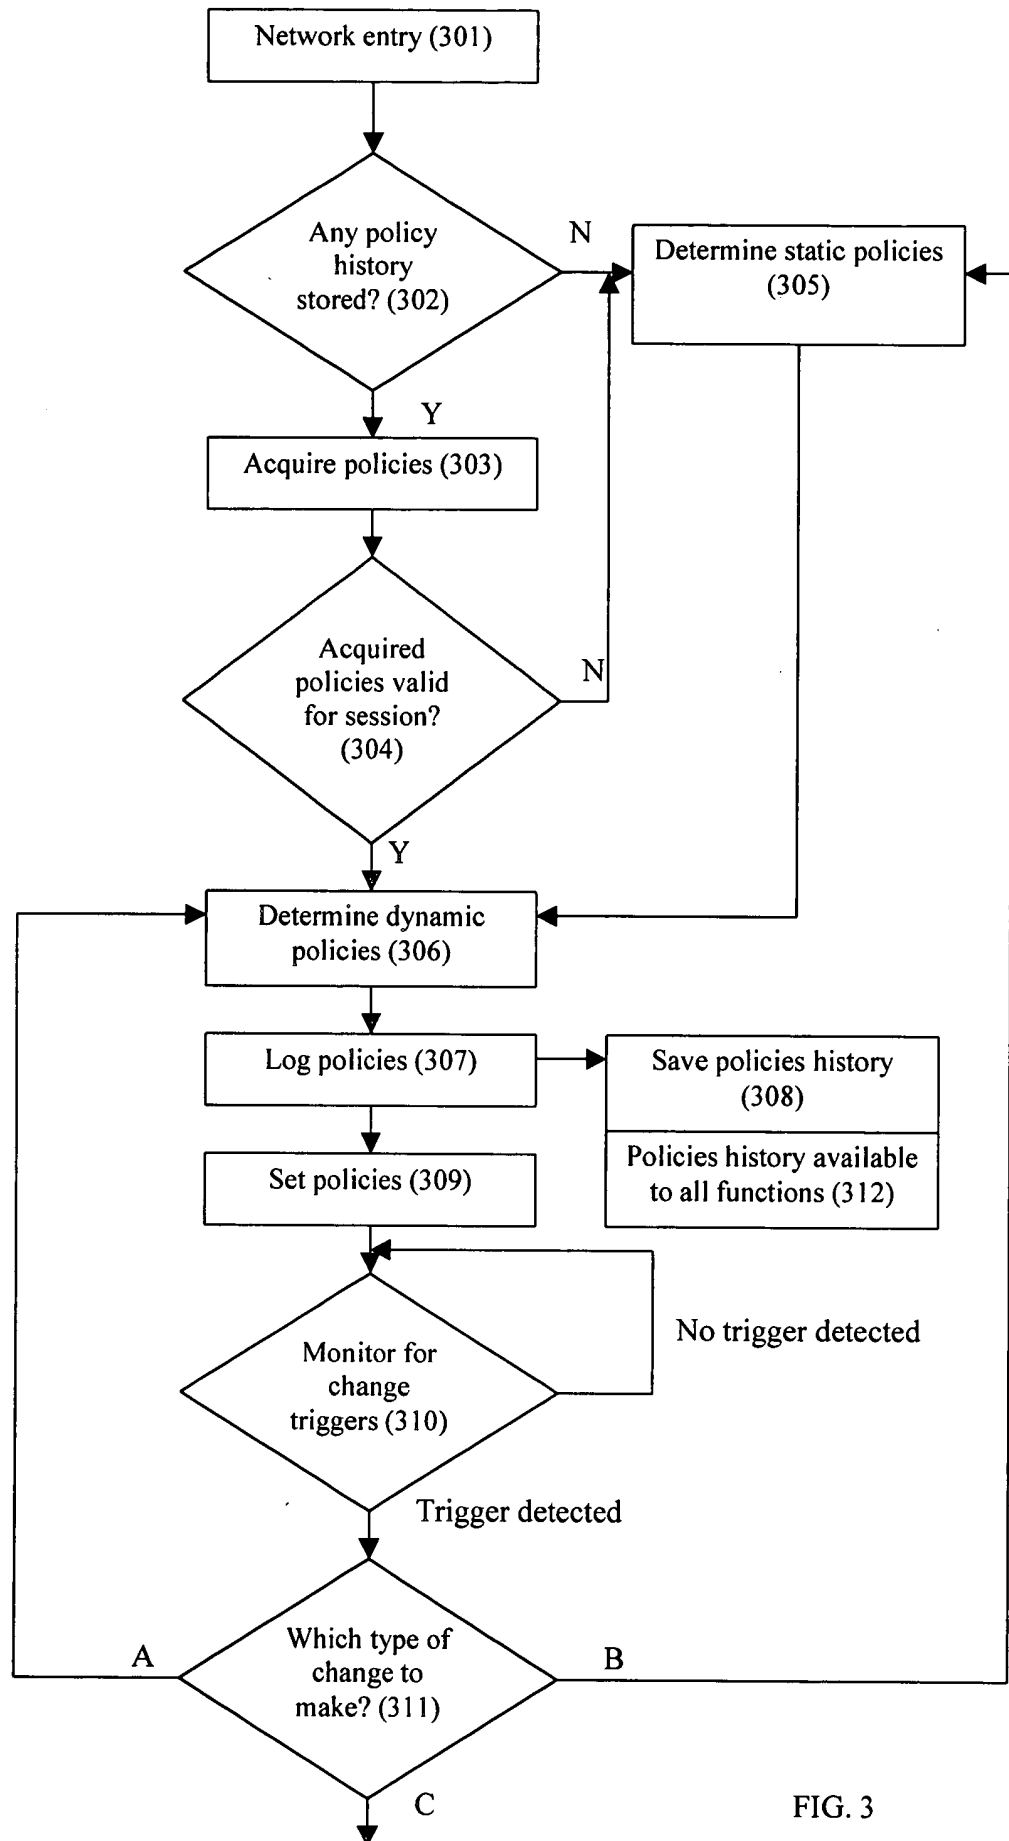 Network entry (301)
Any policy
history
stored? (302)
N
Determine static policies
(305)
Y
Acquire policies (303)
Acquired
policies valid
for session?
(304)
N
Y
Determine dynamic
policies (306)
Log policies (307)
Save policies history
(308)
Policies history available
to all functions (312)
Set policies (309)
No trigger detected
Monitor for
change
triggers (310)
Trigger detected
Which type of
change to
make? (311)
A
B
C
FIG. 3